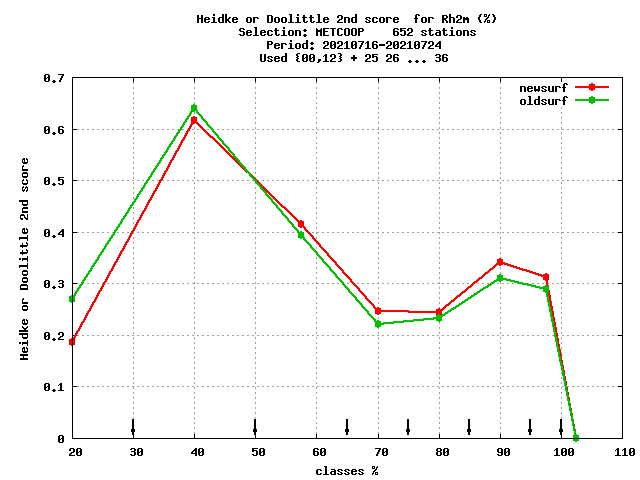 Heidke or Doolittle 2nd score  for Rh2m (%)
Selection: METCOOP    652 stations
Period: 20210716-20210724
Used {00,12} + 25 26 ... 36
newsurf
oldsurf
Heidke or Doolittle 2nd score
0.7
0.6
0.5
0.4
0.3
0.2
0.1
0
20 30 40 50 60 70 80 90 100 110
classes %